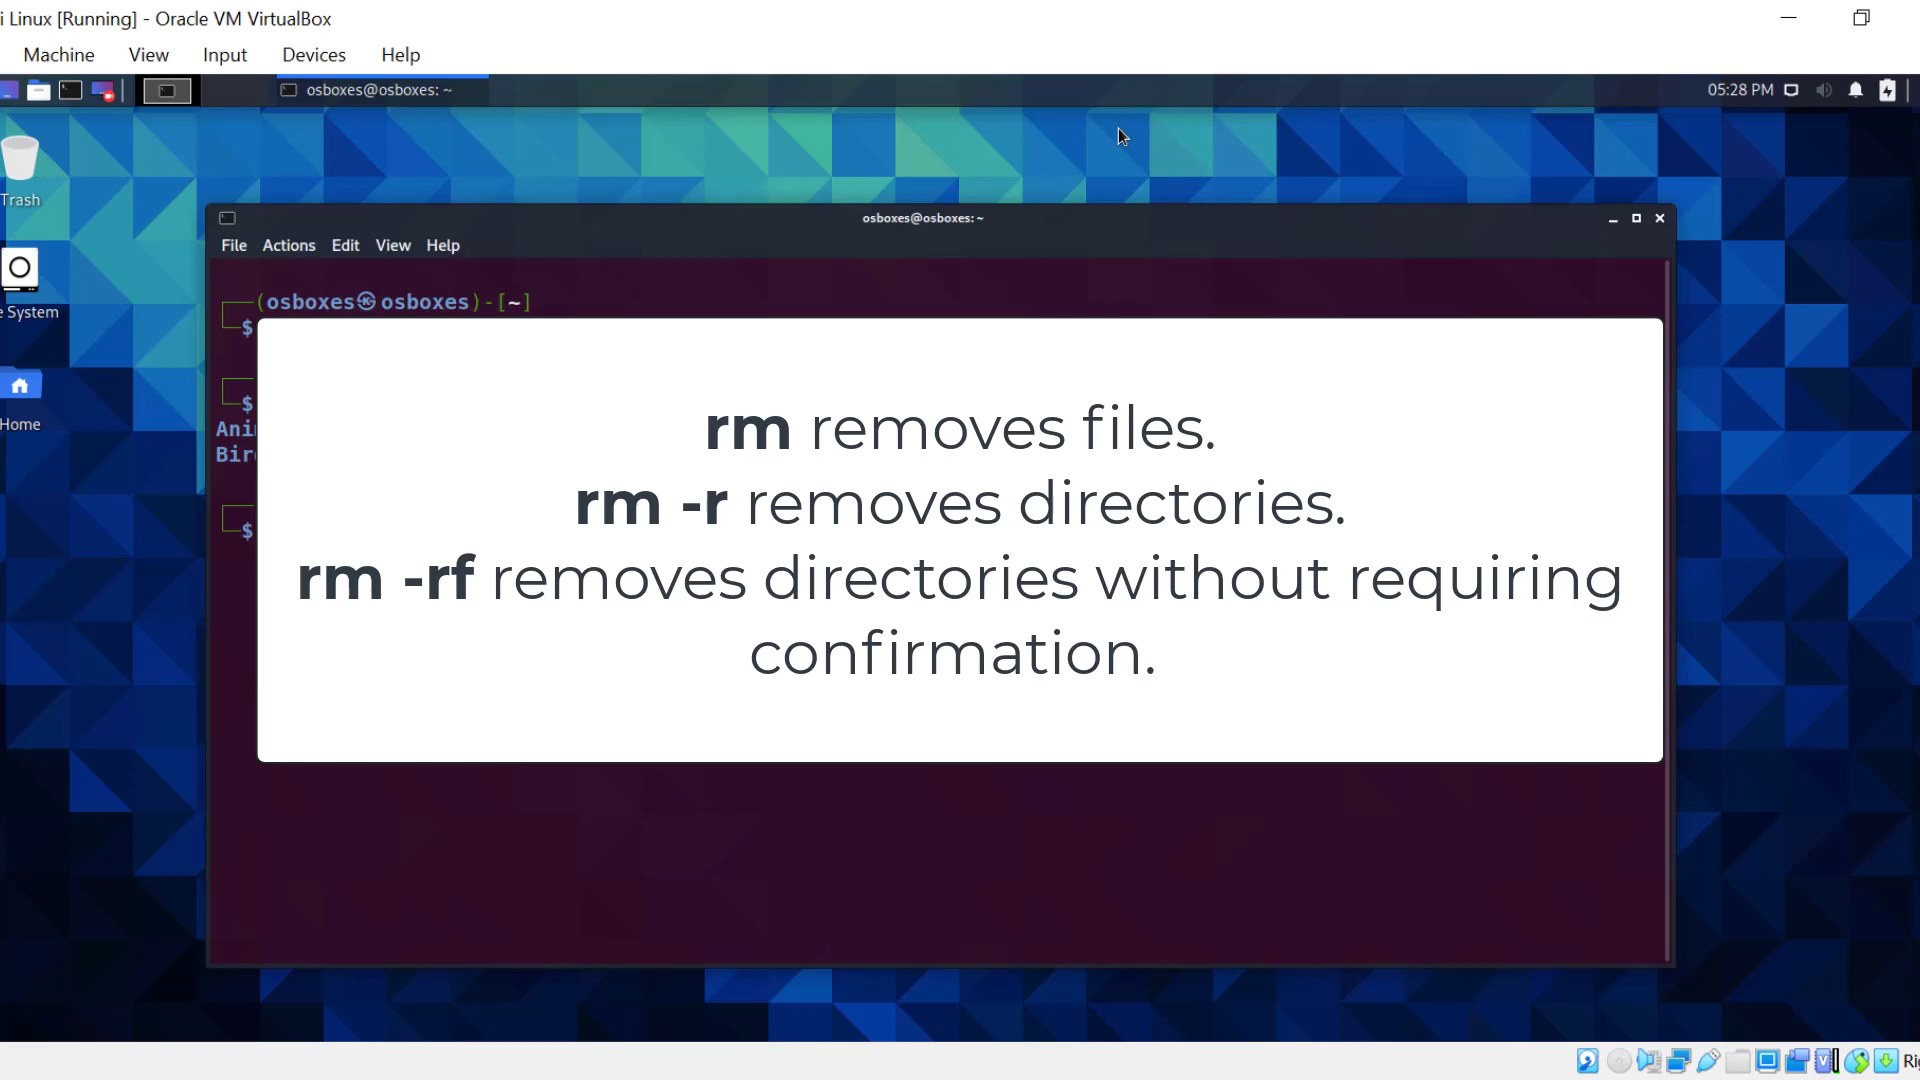 i Linux [Running] - Oracle VM VirtualBox
Machine View Input Devices Help
osboxes@osboxes: ~ 05:28 PM
Trash
osboxes@osboxes: ~
File Actions Edit View Help
(osboxes㉿osboxes)-[~]
$
e System
rm removes files.
$
Home
Ani
Bir
rm -r removes directories.
$
rm -rf removes directories without requiring
confirmation.
V
Rig